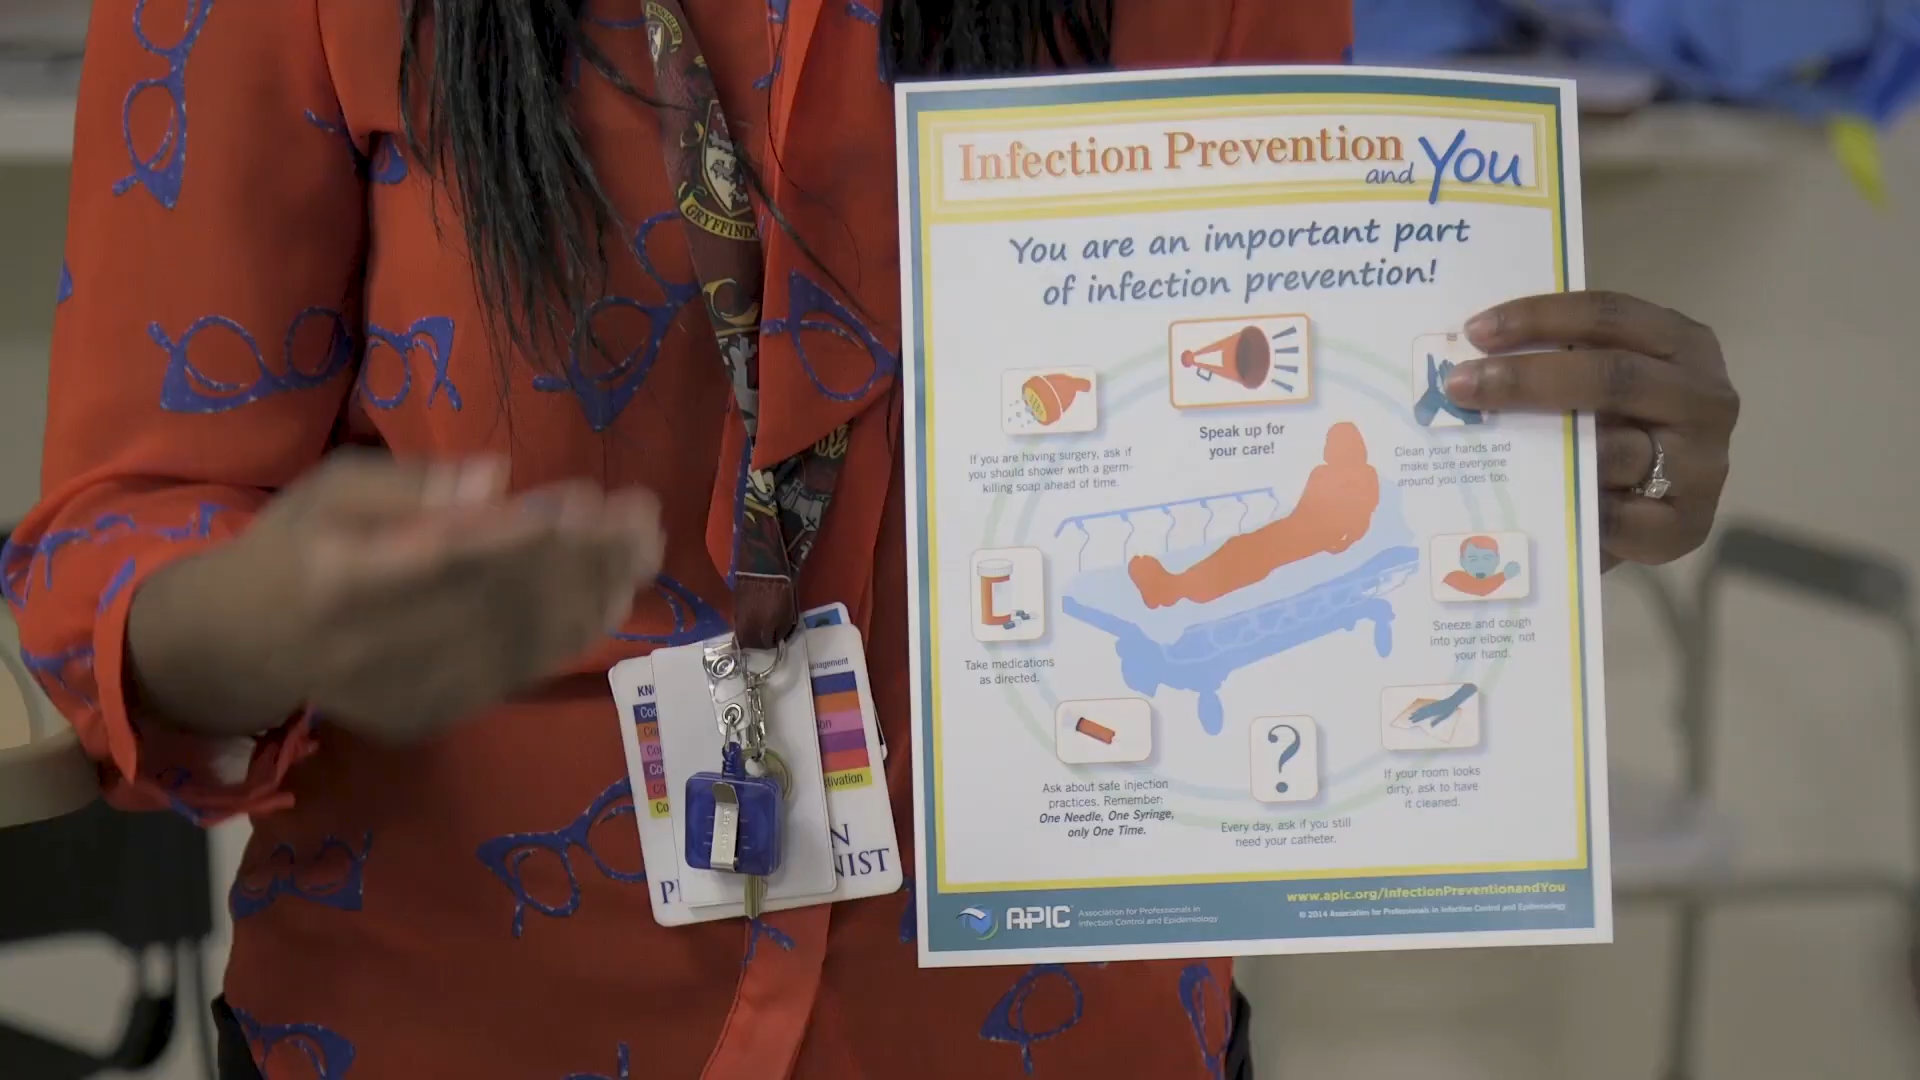 Infection Prevention
and You
You are an important part
of infection prevention!
Speak up for
your care!
If you are having surgery, ask if
you should shower with a germ-
killing soap ahead of time.
Clean your hands and
make sure everyone
around you does too.
Sneeze and cough
into your elbow, not
your hand.
Take medications
as directed.
If your room looks
dirty, ask to have
it cleaned.
Ask about safe injection
practices. Remember:
One Needle, One Syringe,
only One Time.
Every day, ask if you still
need your catheter.
www.apic.org/InfectionPreventionandYou
APIC
Association for Professionals in
Infection Control and Epidemiology
© 2014 Association for Professionals in Infection Control and Epidemiology
GRYFFINDO